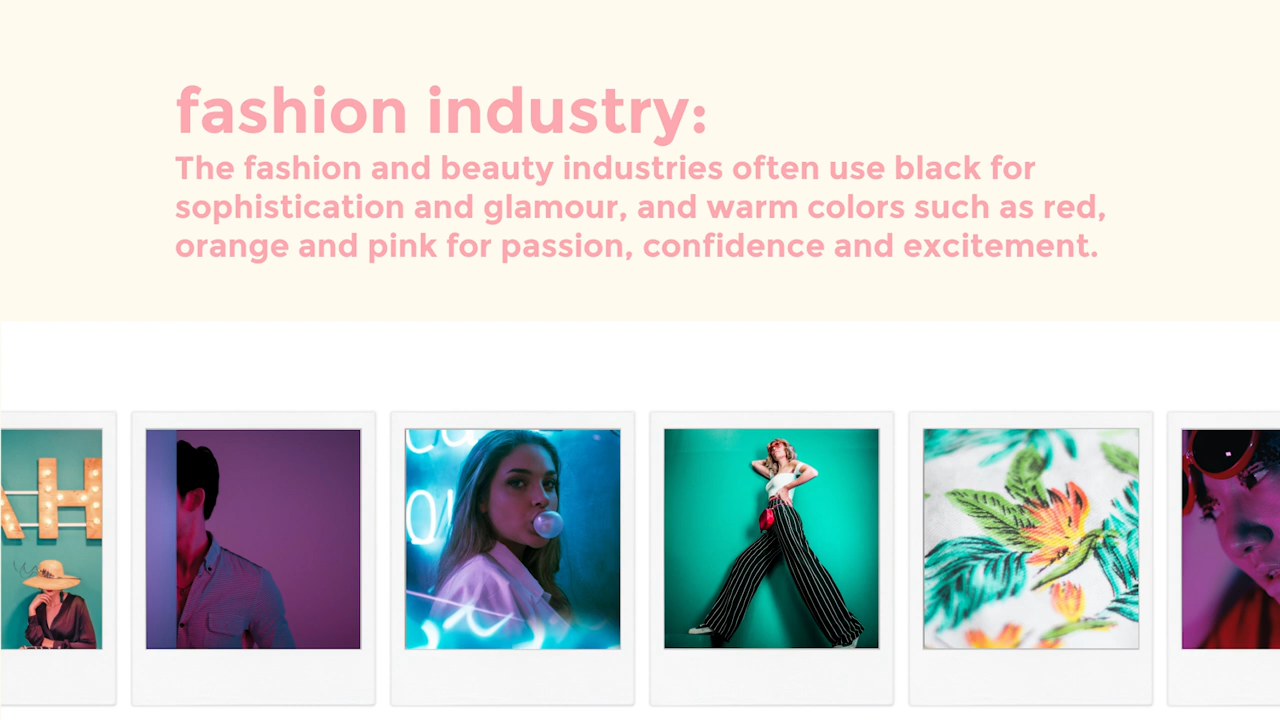 fashion industry:
The fashion and beauty industries often use black for
sophistication and glamour, and warm colors such as red,
orange and pink for passion, confidence and excitement.
AH